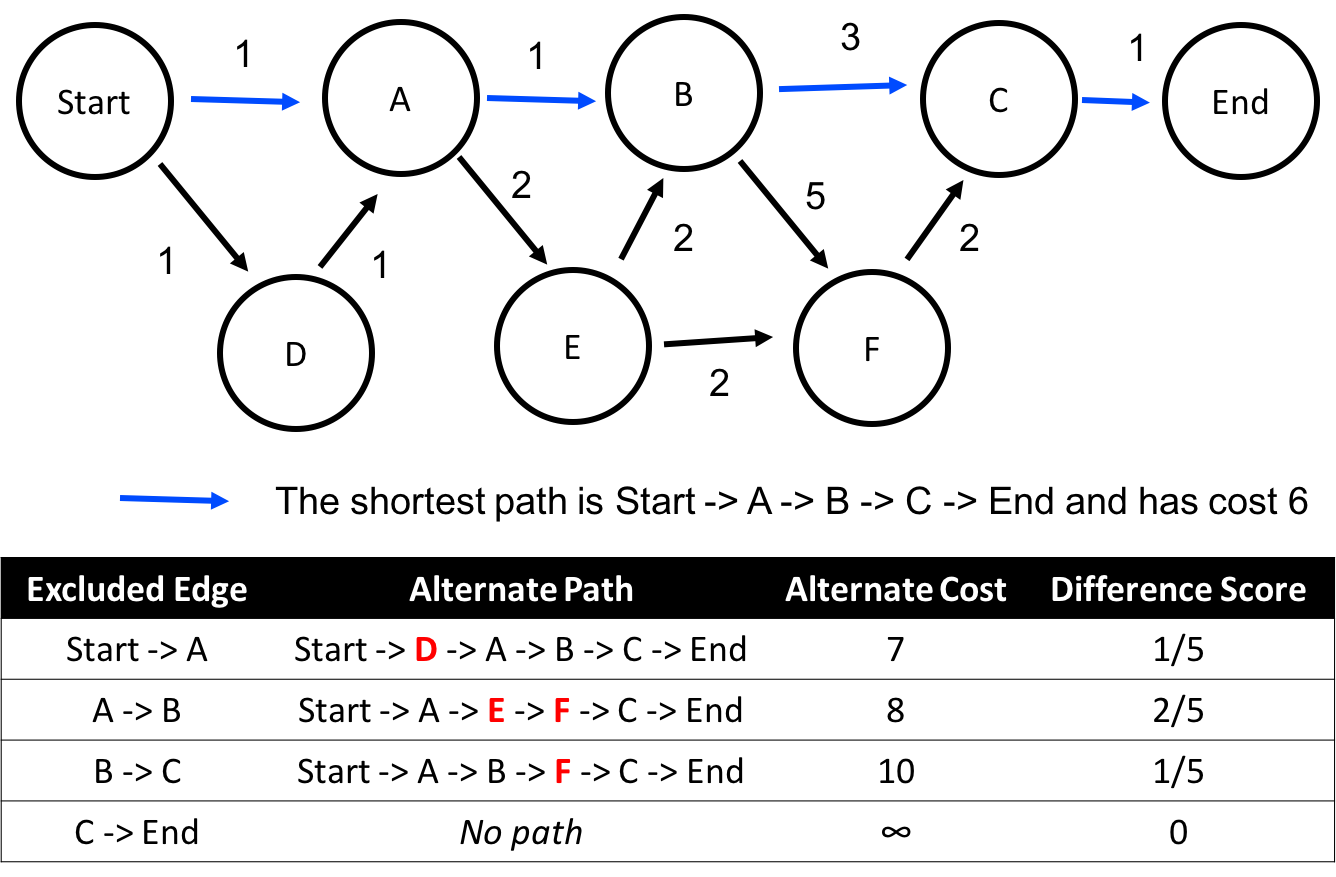 1
1
3
1
Start
A
B
C
End
2
5
1
1
2
2
D
E
F
2
The shortest path is Start -> A -> B -> C -> End and has cost 6
Excluded Edge Alternate Path Alternate Cost Difference Score
Start -> A Start -> D -> A -> B -> C -> End 7 1/5
A -> B Start -> A -> E -> F -> C -> End 8 2/5
B -> C Start -> A -> B -> F -> C -> End 10 1/5
C -> End No path ∞ 0